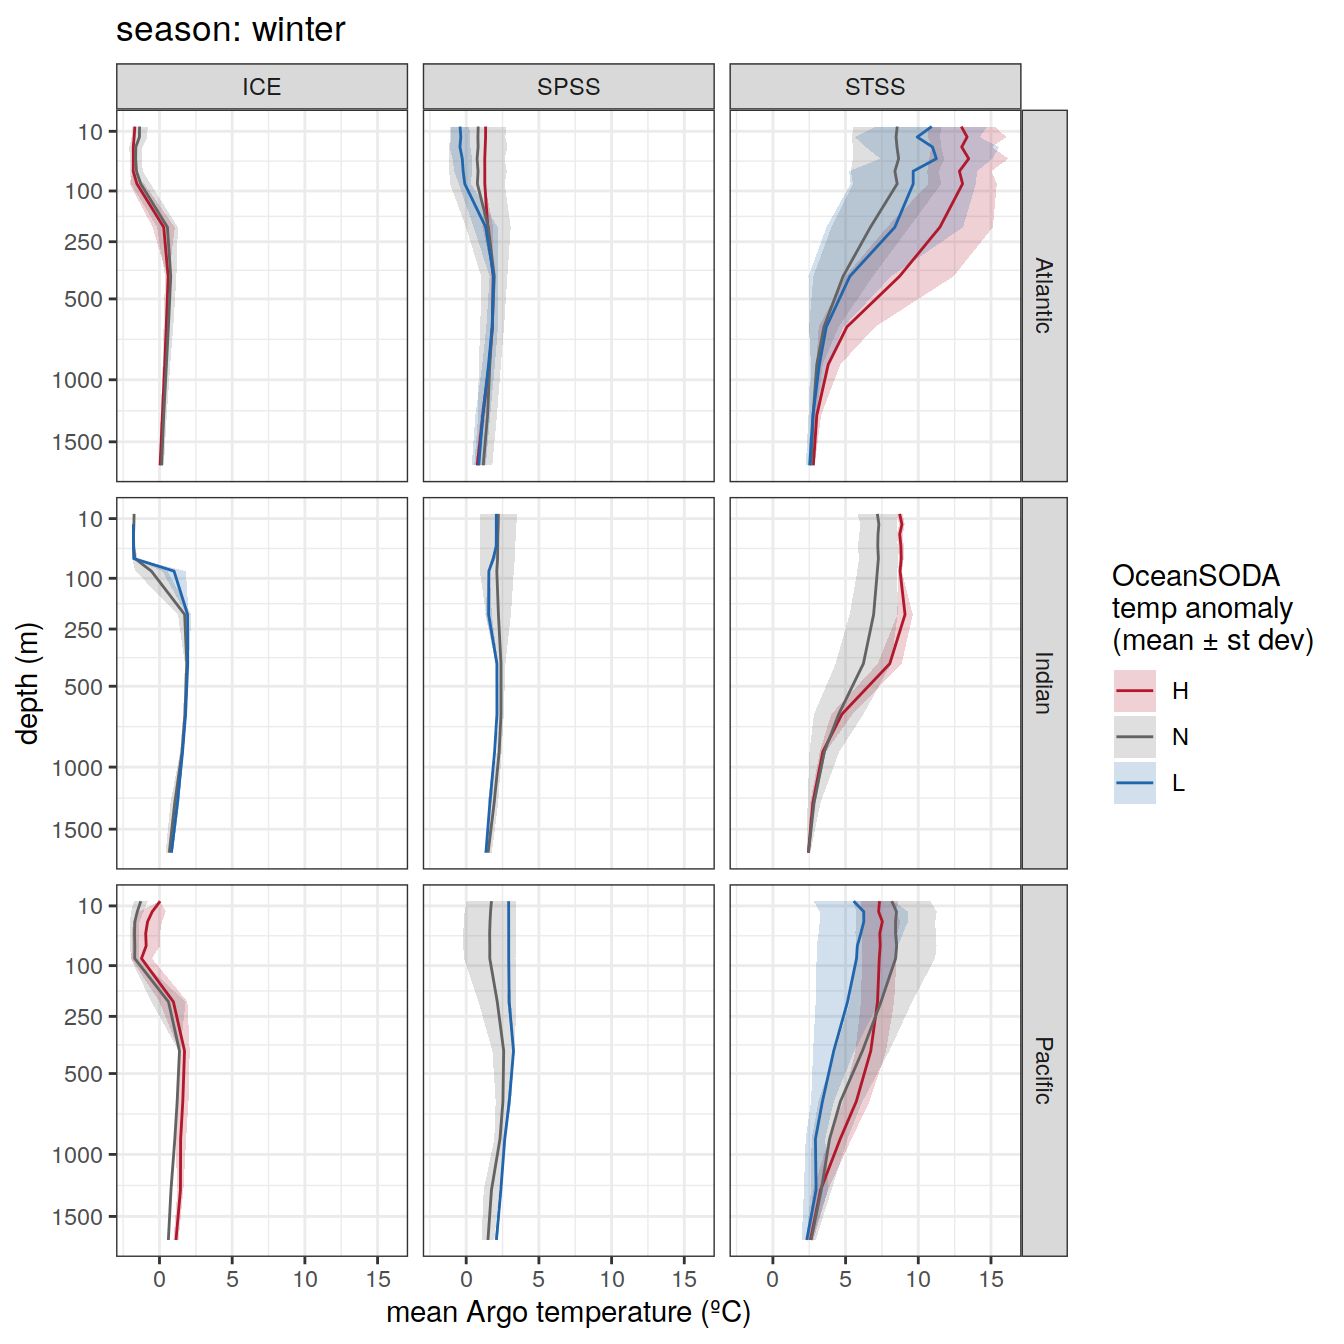 season: winter
ICE
SPSS
STSS
10
100
250
500
1000
1500
Atlantic
10
100
250
500
1000
1500
Indian
10
100
250
500
1000
1500
Pacific
depth (m)
0 5 10 15
0 5 10 15
0 5 10 15
mean Argo temperature (ºC)
OceanSODA
temp anomaly
(mean ± st dev)
H
N
L